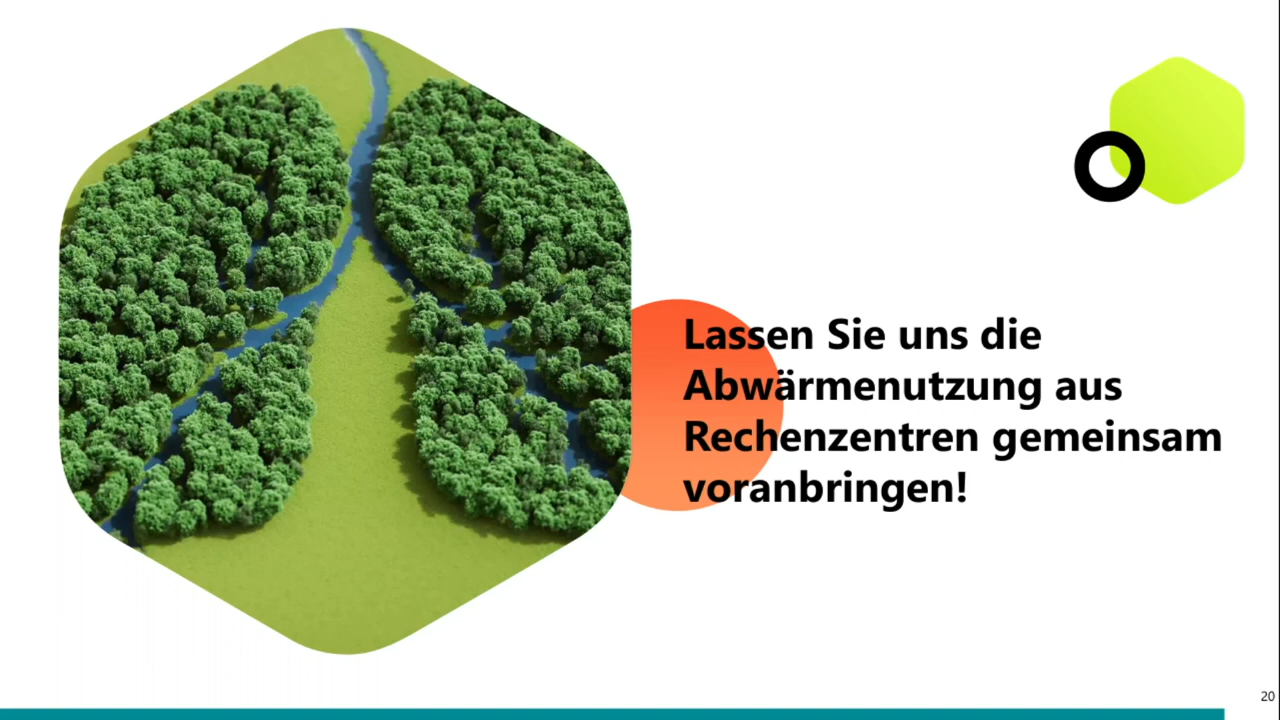 Lassen Sie uns die
Abwärmenutzung aus
Rechenzentren gemeinsam
voranbringen!
20